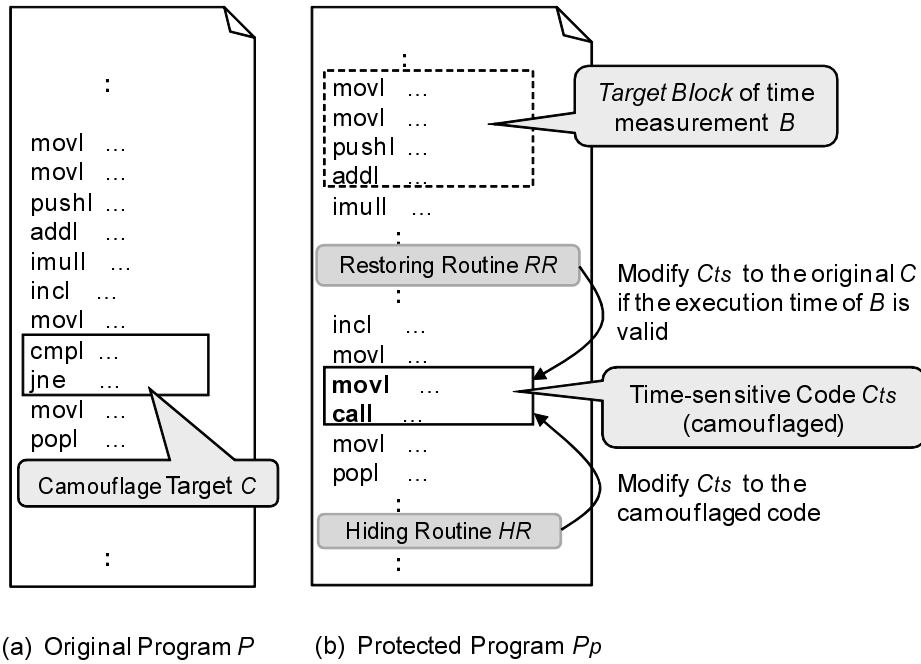 :
movl ...
movl ...
pushl ...
addl ...
imull ...
incl ...
movl ...
cmpl ...
jne ...
movl ...
popl ...
Camouflage Target C
:
(a) Original Program P
:
movl ...
movl ...
pushl ...
addl ...
imull ...
:
Target Block of time
measurement B
Restoring Routine RR
:
incl ...
movl ...
movl ...
call ...
movl ...
popl ...
:
Hiding Routine HR
:
Modify Cts to the original C
if the execution time of B is
valid
Time-sensitive Code Cts
(camouflaged)
Modify Cts to the
camouflaged code
(b) Protected Program Pp